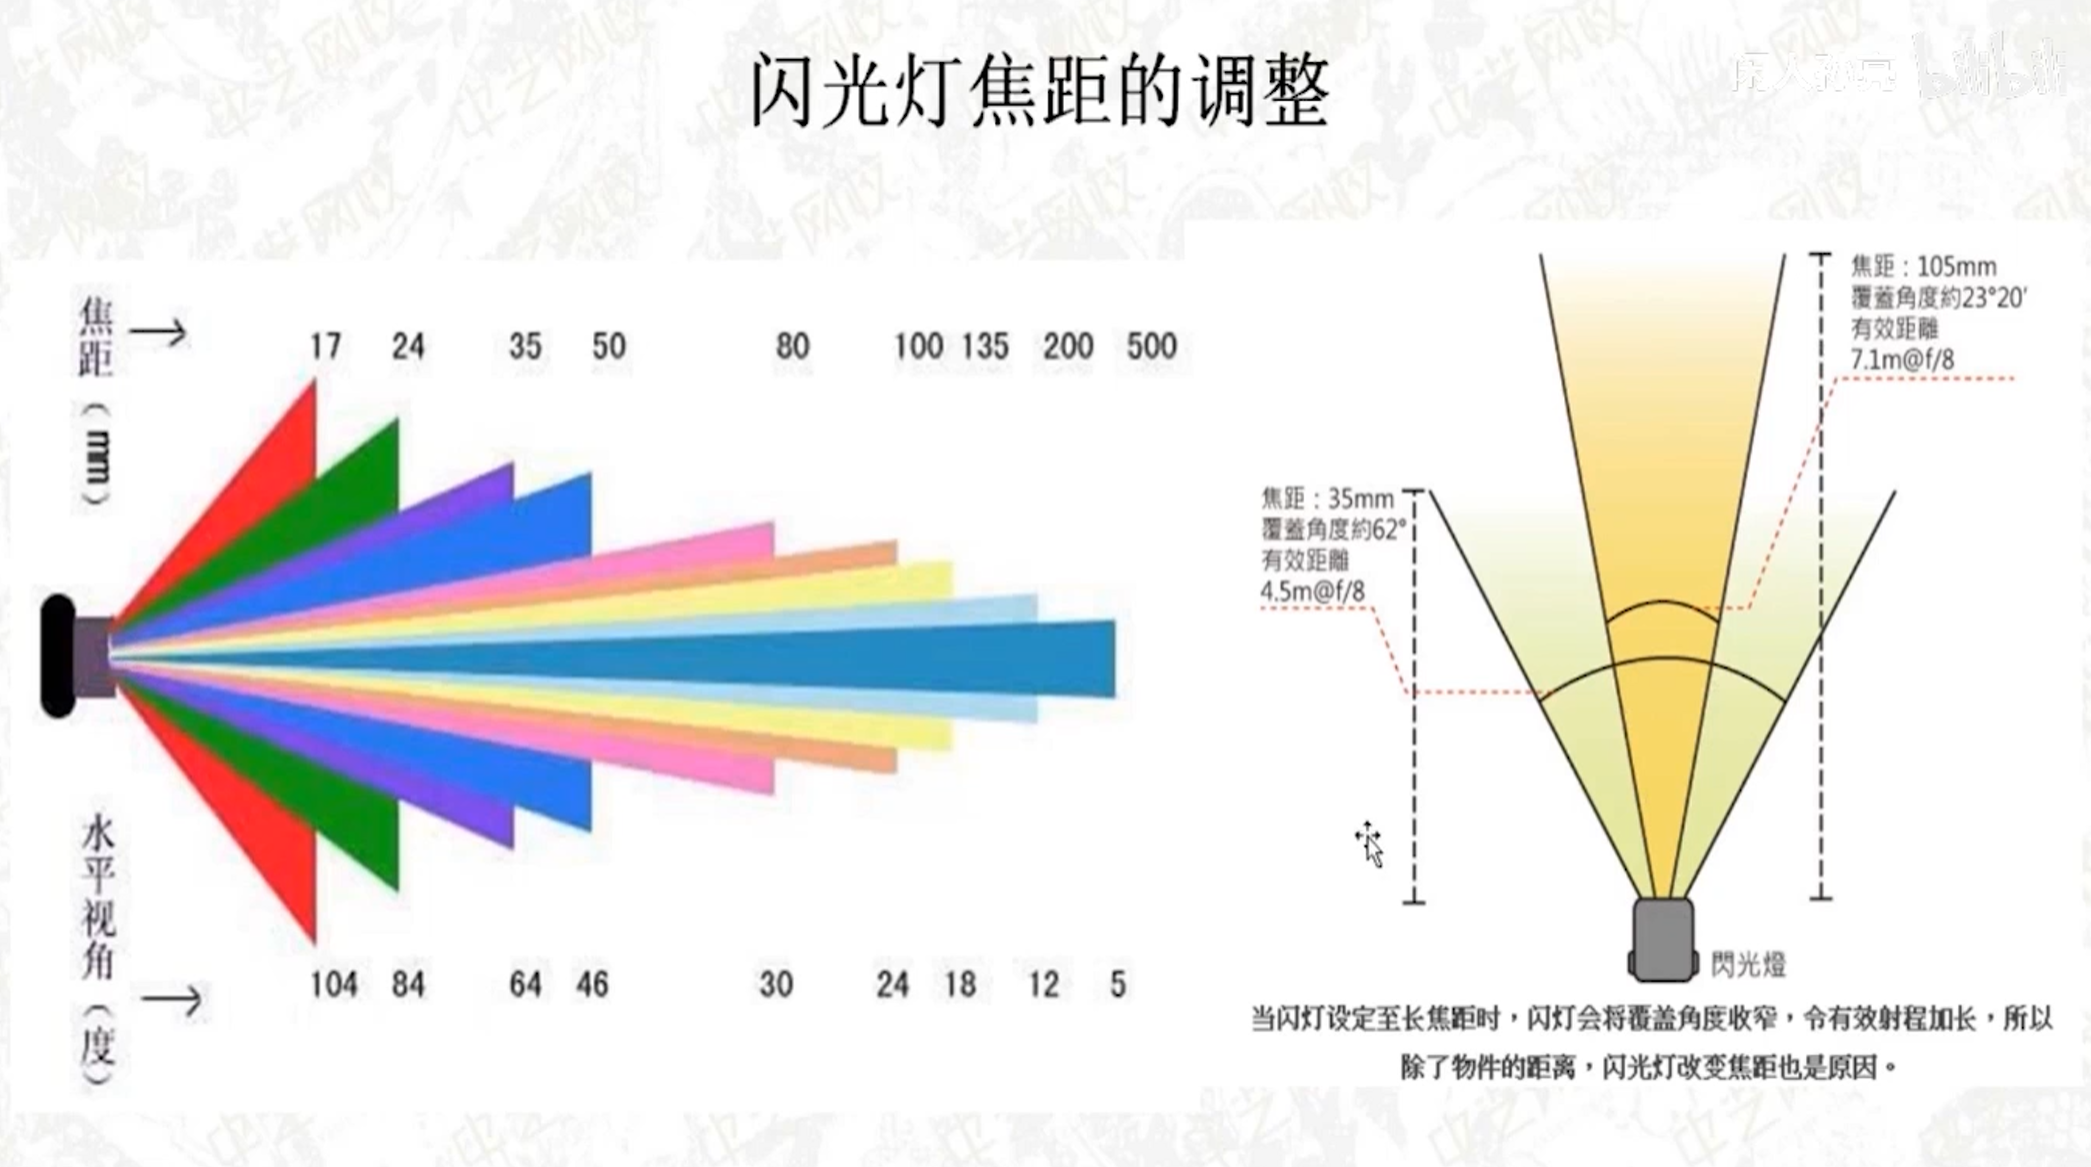 闪光灯焦距的调整
焦距（mm）
17 24 35 50 80 100 135 200 500
水平视角（度）
104 84 64 46 30 24 18 12 5
焦距：105mm
覆蓋角度約23°20'
有效距離
7.1m@f/8
焦距：35mm
覆蓋角度約62°
有效距離
4.5m@f/8
閃光燈
当闪灯设定至长焦距时，闪灯会将覆盖角度收窄，令有效射程加长，所以
除了物件的距离，闪光灯改变焦距也是原因。